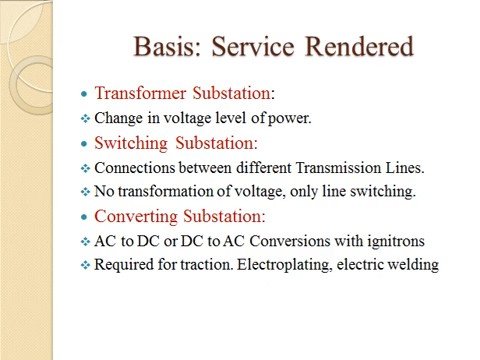 Basis: Service Rendered
Transformer Substation:
Change in voltage level of power.
Switching Substation:
Connections between different Transmission Lines.
No transformation of voltage, only line switching.
Converting Substation:
AC to DC or DC to AC Conversions with ignitrons
Required for traction. Electroplating, electric welding